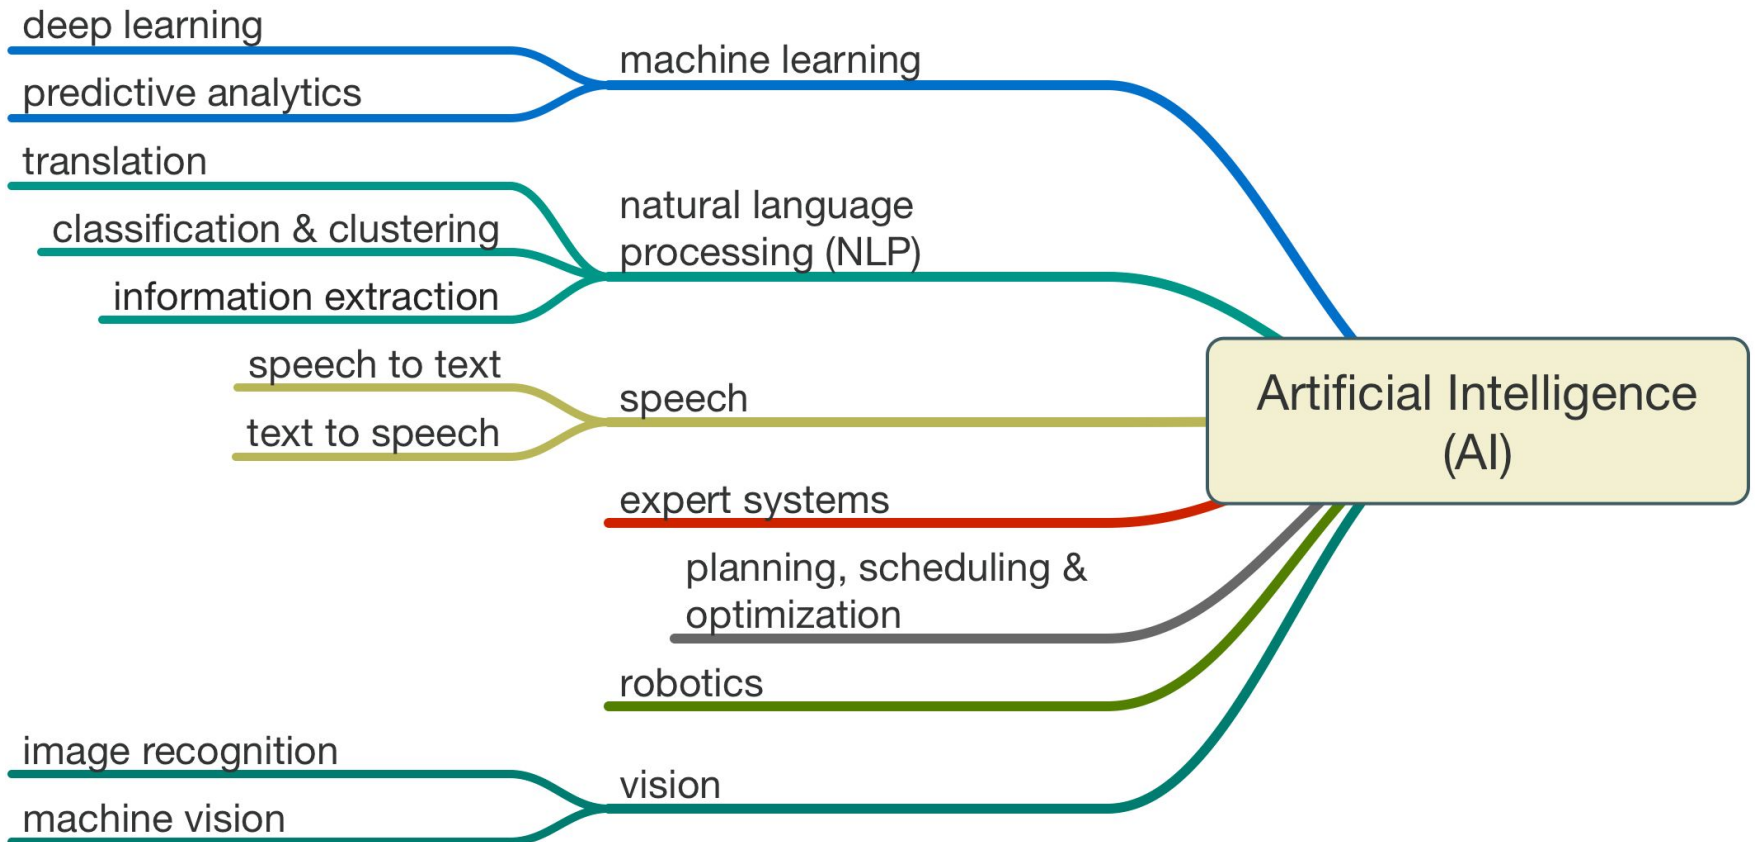 deep learning
predictive analytics
machine learning
translation
classification & clustering
information extraction
natural language
processing (NLP)
speech to text
text to speech
speech
expert systems
planning, scheduling &
optimization
robotics
image recognition
machine vision
vision
Artificial Intelligence
(AI)